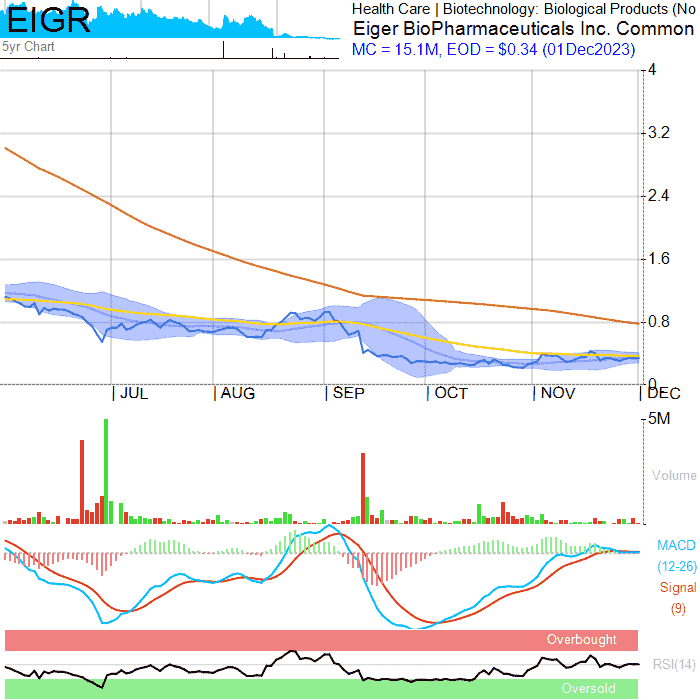 EIGR
5yr Chart
Health Care | Biotechnology: Biological Products (No
Eiger BioPharmaceuticals Inc. Common
MC = 15.1M, EOD = $0.34 (01Dec2023)
4
3.2
2.4
1.6
0.8
0
JUL
AUG
SEP
OCT
NOV
DEC
5M
Volume
MACD
(12-26)
Signal
(9)
Overbought
RSI(14)
Oversold